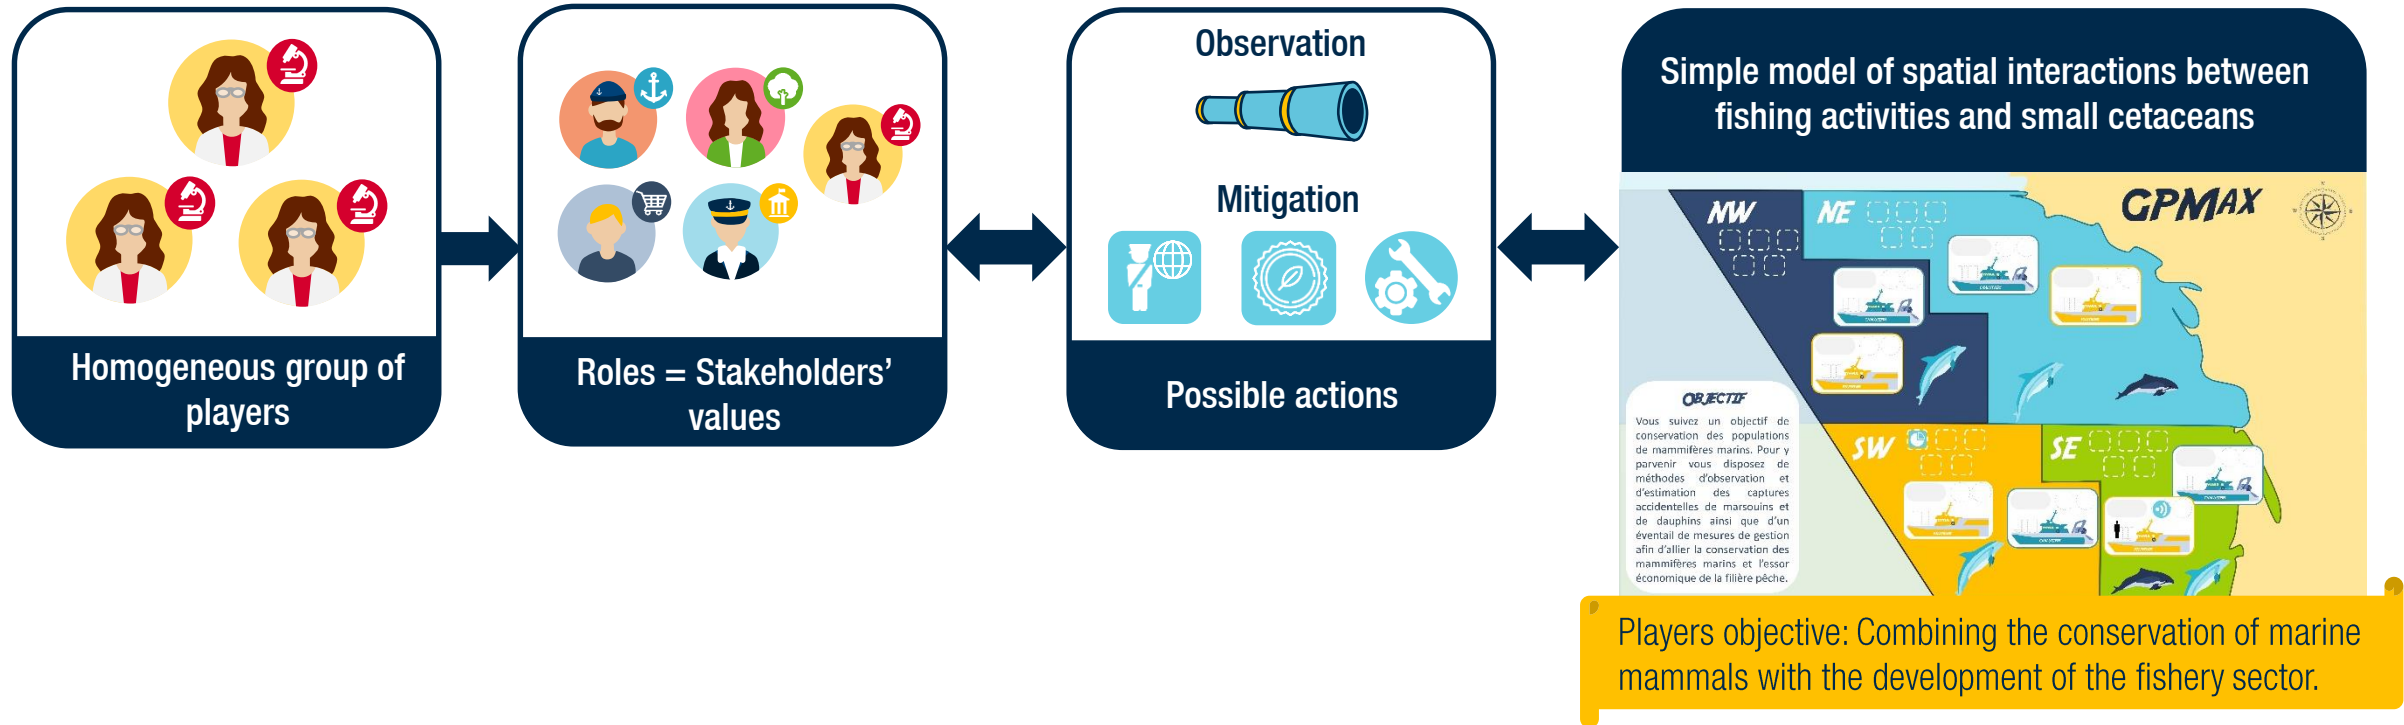 Homogeneous group of
players
Roles = Stakeholders’
values
Observation
Mitigation
Possible actions
Simple model of spatial interactions between
fishing activities and small cetaceans
GPMAX
NW
NE
SW
SE
OBJECTIF
Vous suivez un objectif de
conservation des populations
de mammifères marins. Pour y
parvenir vous disposez de
méthodes d'observation et
d'estimation des captures
accidentelles de marsouins et
de dauphins ainsi que d'un
éventail de mesures de gestion
afin d'allier la conservation des
mammifères marins et l'essor
économique de la filière pêche.
Players objective: Combining the conservation of marine
mammals with the development of the fishery sector.